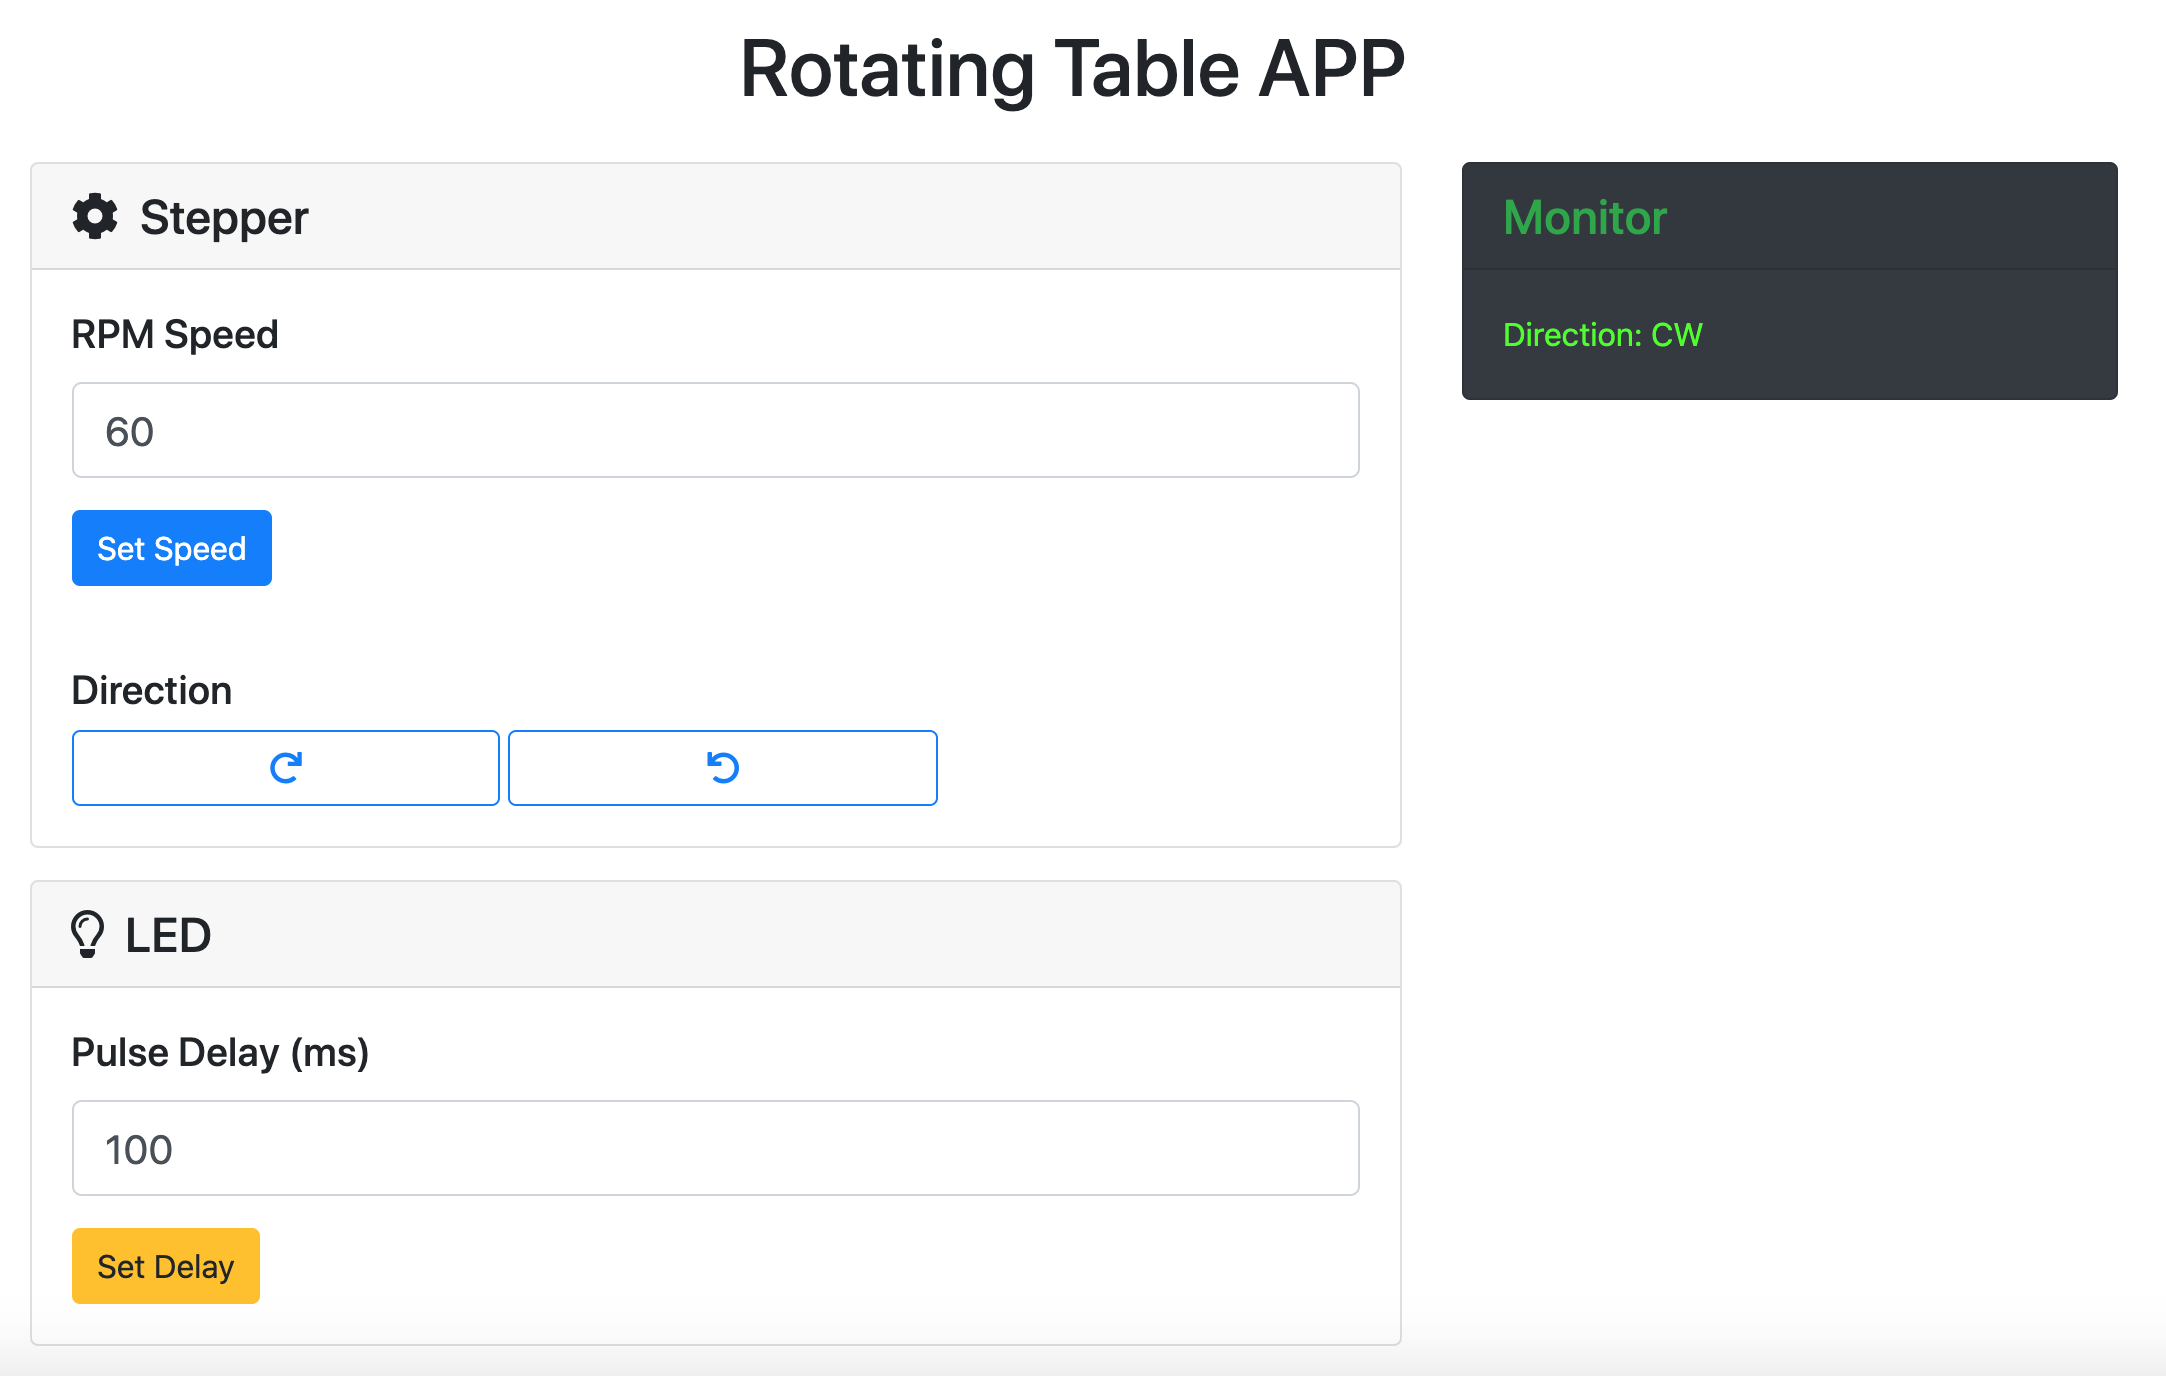 Rotating Table APP
Stepper
RPM Speed
60
Set Speed
Direction
LED
Pulse Delay (ms)
100
Set Delay
Monitor
Direction: CW